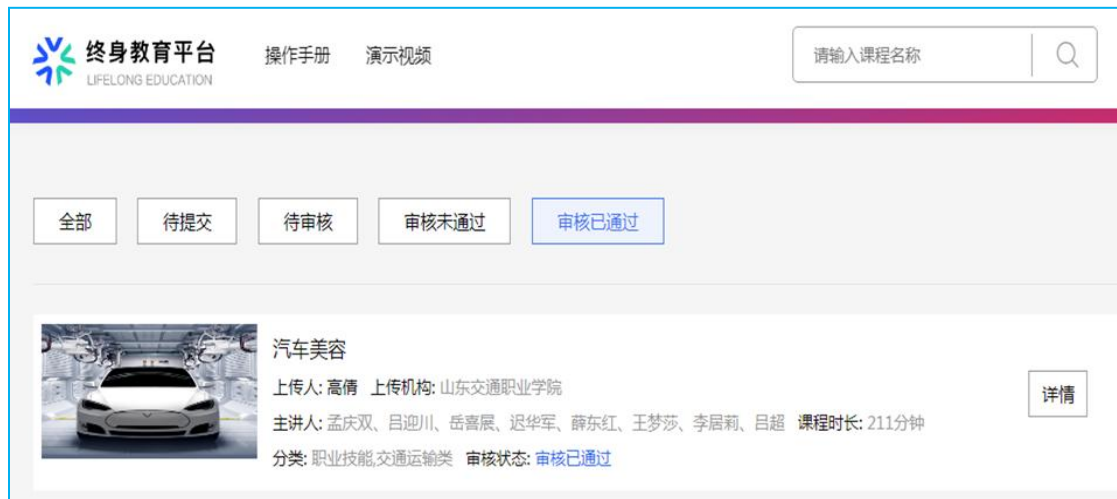 终身教育平台 操作手册 演示视频 请输入课程名称
LIFELONG EDUCATION
全部 待提交 待审核 审核未通过 审核已通过
汽车美容
上传人: 高倩 上传机构: 山东交通职业学院
详情
主讲人: 孟庆双、吕迎川、岳喜展、迟华军、薛东红、王梦莎、李居莉、吕超 课程时长: 211分钟
分类: 职业技能,交通运输类 审核状态: 审核已通过